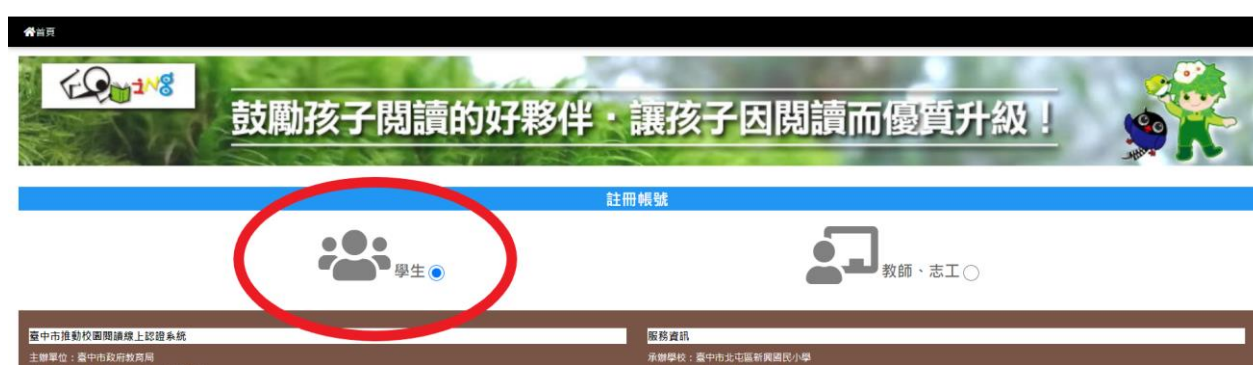 首頁
鼓勵孩子閱讀的好夥伴・讓孩子因閱讀而優質升級！
註冊帳號
學生
教師、志工
臺中市推動校園閱讀線上認證系統
服務資訊
主辦單位：臺中市政府教育局
承辦學校：臺中市北屯區新興國民小學